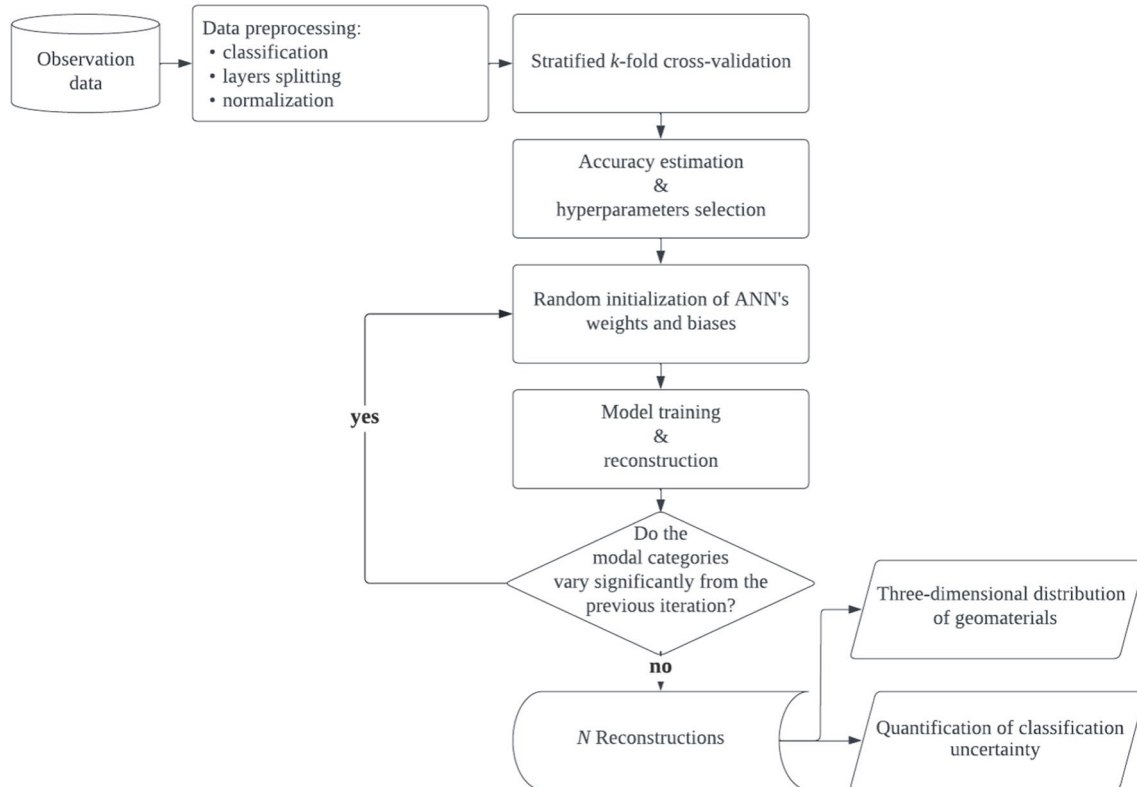 Observation
data
Data preprocessing:
• classification
• layers splitting
• normalization
Stratified k-fold cross-validation
Accuracy estimation
&
hyperparameters selection
Random initialization of ANN's
weights and biases
Model training
&
reconstruction
yes
Do the
modal categories
vary significantly from the
previous iteration?
no
N Reconstructions
Three-dimensional distribution
of geomaterials
Quantification of classification
uncertainty